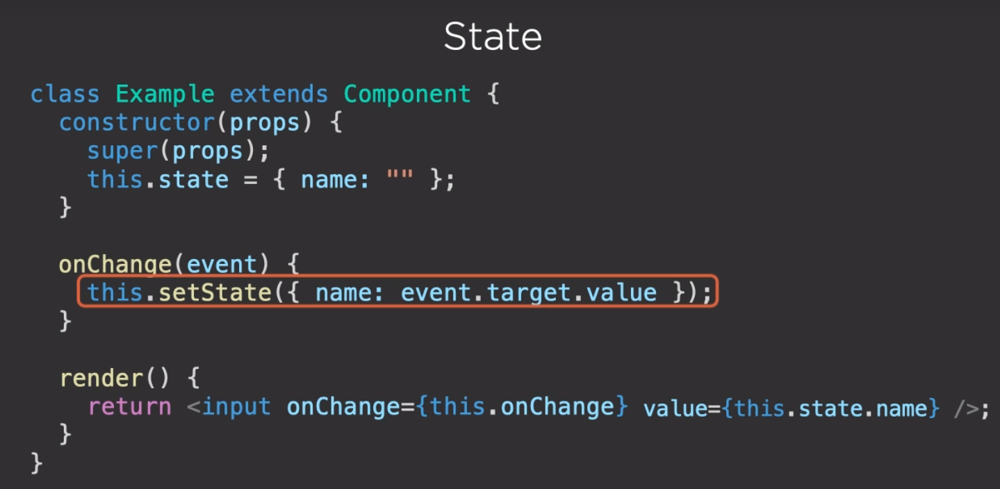 State
class Example extends Component {
  constructor(props) {
    super(props);
    this.state = { name: "" };
  }
  onChange(event) {
    this.setState({ name: event.target.value });
  }
  render() {
    return <input onChange={this.onChange} value={this.state.name} />;
  }
}